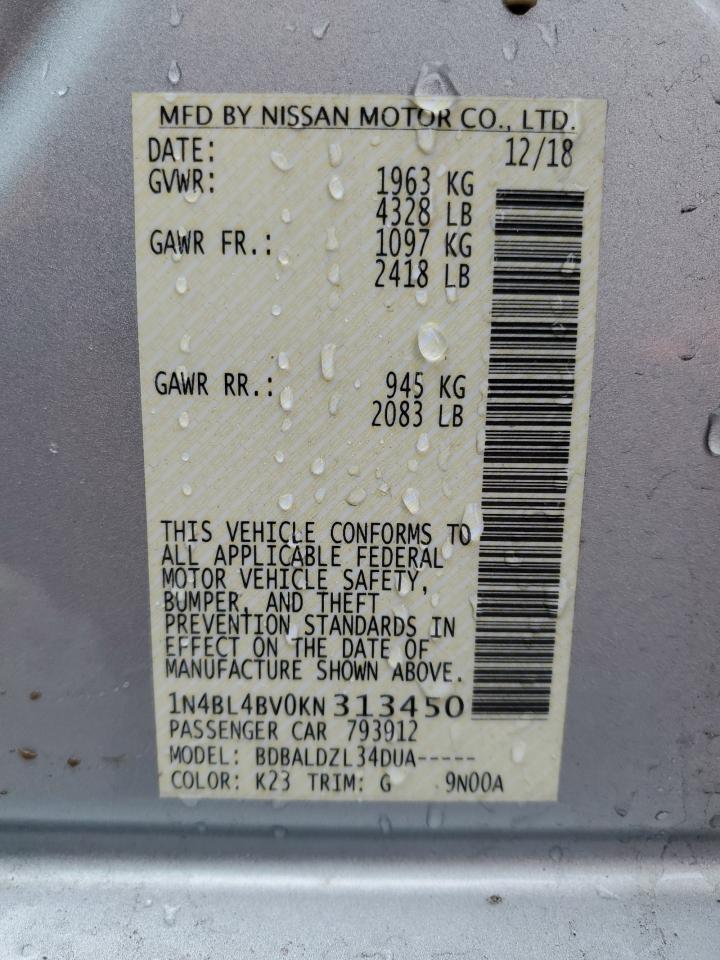 MFD BY NISSAN MOTOR CO., LTD.
DATE: 12/18
GVWR: 1963 KG
4328 LB
GAWR FR.: 1097 KG
2418 LB
GAWR RR.: 945 KG
2083 LB
THIS VEHICLE CONFORMS TO
ALL APPLICABLE FEDERAL
MOTOR VEHICLE SAFETY,
BUMPER, AND THEFT
PREVENTION STANDARDS IN
EFFECT ON THE DATE OF
MANUFACTURE SHOWN ABOVE.
1N4BL4BV0KN313450
PASSENGER CAR 793912
MODEL: BDBALDZL34DUA-----
COLOR: K23 TRIM: G 9N00A